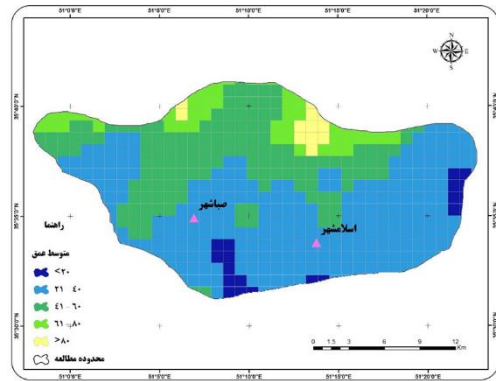 51°0'0"E 51°5'0"E 51°10'0"E 51°15'0"E 51°20'0"E
N
W E
S
صباشهر
اسلامشهر
راهنما
متوسط عمق
<۲۰
۲۱ - ۴۰
۴۱ - ۶۰
۶۱ - ۸۰
>۸۰
محدوده مطالعه
0 1.5 3 6 9 12
Km
51°0'0"E 51°5'0"E 51°10'0"E 51°15'0"E 51°20'0"E